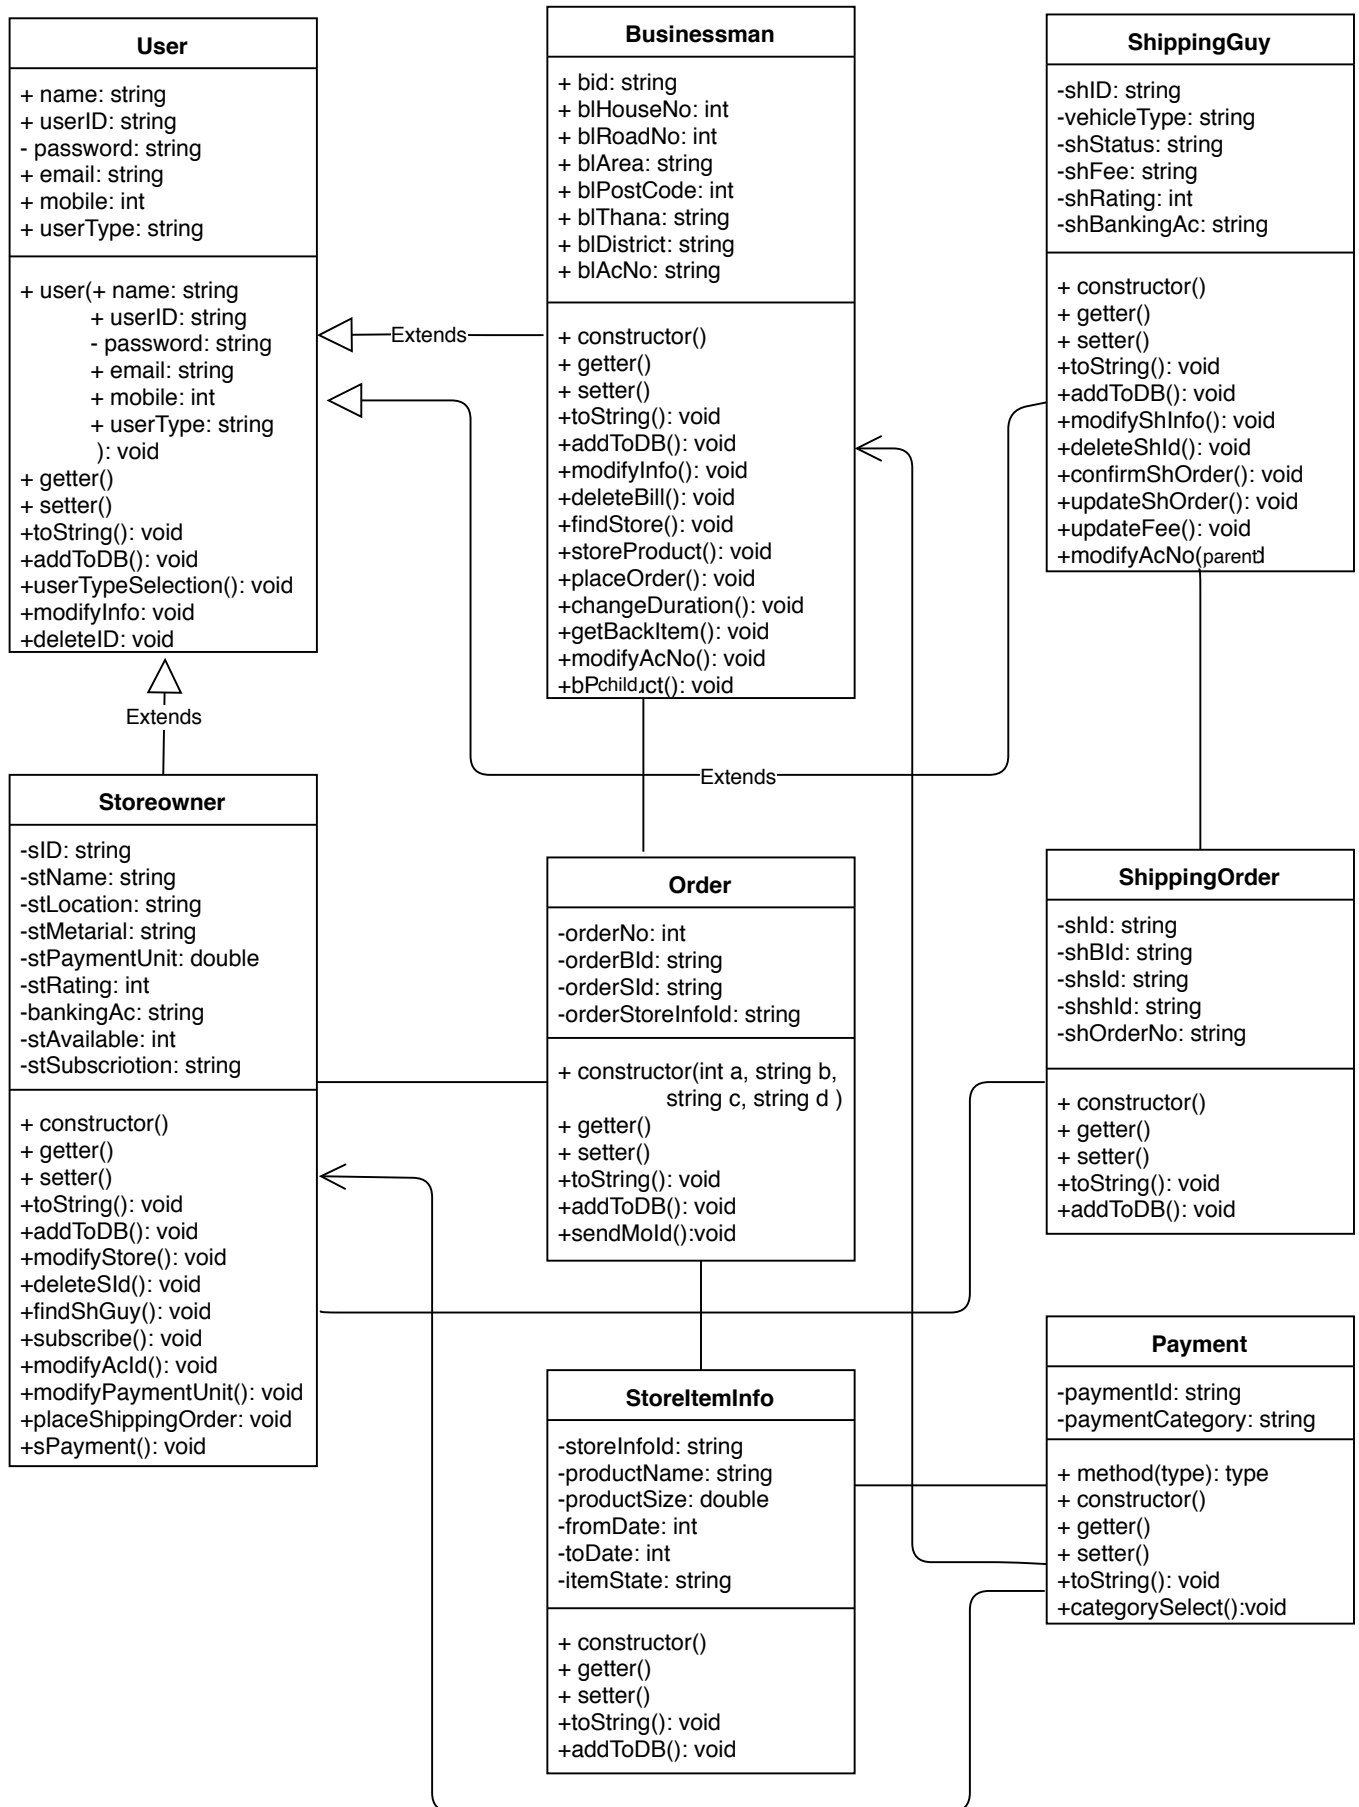 User
+ name: string
+ userID: string
- password: string
+ email: string
+ mobile: int
+ userType: string
+ user(+ name: string
+ userID: string
- password: string
+ email: string
+ mobile: int
+ userType: string
): void
+ getter()
+ setter()
+toString(): void
+addToDB(): void
+userTypeSelection(): void
+modifyInfo: void
+deleteID: void
Extends
Businessman
+ bid: string
+ blHouseNo: int
+ blRoadNo: int
+ blArea: string
+ blPostCode: int
+ blThana: string
+ blDistrict: string
+ blAcNo: string
+ constructor()
+ getter()
+ setter()
+toString(): void
+addToDB(): void
+modifyInfo(): void
+deleteBill(): void
+findStore(): void
+storeProduct(): void
+placeOrder(): void
+changeDuration(): void
+getBackItem(): void
+modifyAcNo(): void
child
void
ShippingGuy
-shID: string
-vehicleType: string
-shStatus: string
-shFee: string
-shRating: int
-shBankingAc: string
+ constructor()
+ getter()
+ setter()
+toString(): void
+addToDB(): void
+modifyShInfo(): void
+deleteShId(): void
+confirmShOrder(): void
+updateShOrder(): void
+updateFee(): void
+modifyAcNo(
parent
Extends
Extends
Storeowner
-sID: string
-stName: string
-stLocation: string
-stMetarial: string
-stPaymentUnit: double
-stRating: int
-bankingAc: string
-stAvailable: int
-stSubscriotion: string
+ constructor()
+ getter()
+ setter()
+toString(): void
+addToDB(): void
+modifyStore(): void
+deleteSId(): void
+findShGuy(): void
+subscribe(): void
+modifyAcId(): void
+modifyPaymentUnit(): void
+placeShippingOrder: void
+sPayment(): void
Order
-orderNo: int
-orderBId: string
-orderSId: string
-orderStoreInfoId: string
+ constructor(int a, string b,
string c, string d )
+ getter()
+ setter()
+toString(): void
+addToDB(): void
+sendMoId():void
ShippingOrder
-shId: string
-shBId: string
-shsId: string
-shshId: string
-shOrderNo: string
+ constructor()
+ getter()
+ setter()
+toString(): void
+addToDB(): void
StoreItemInfo
-storeInfoId: string
-productName: string
-productSize: double
-fromDate: int
-toDate: int
-itemState: string
+ constructor()
+ getter()
+ setter()
+toString(): void
+addToDB(): void
Payment
-paymentId: string
-paymentCategory: string
+ method(type): type
+ constructor()
+ getter()
+ setter()
+toString(): void
+categorySelect():void